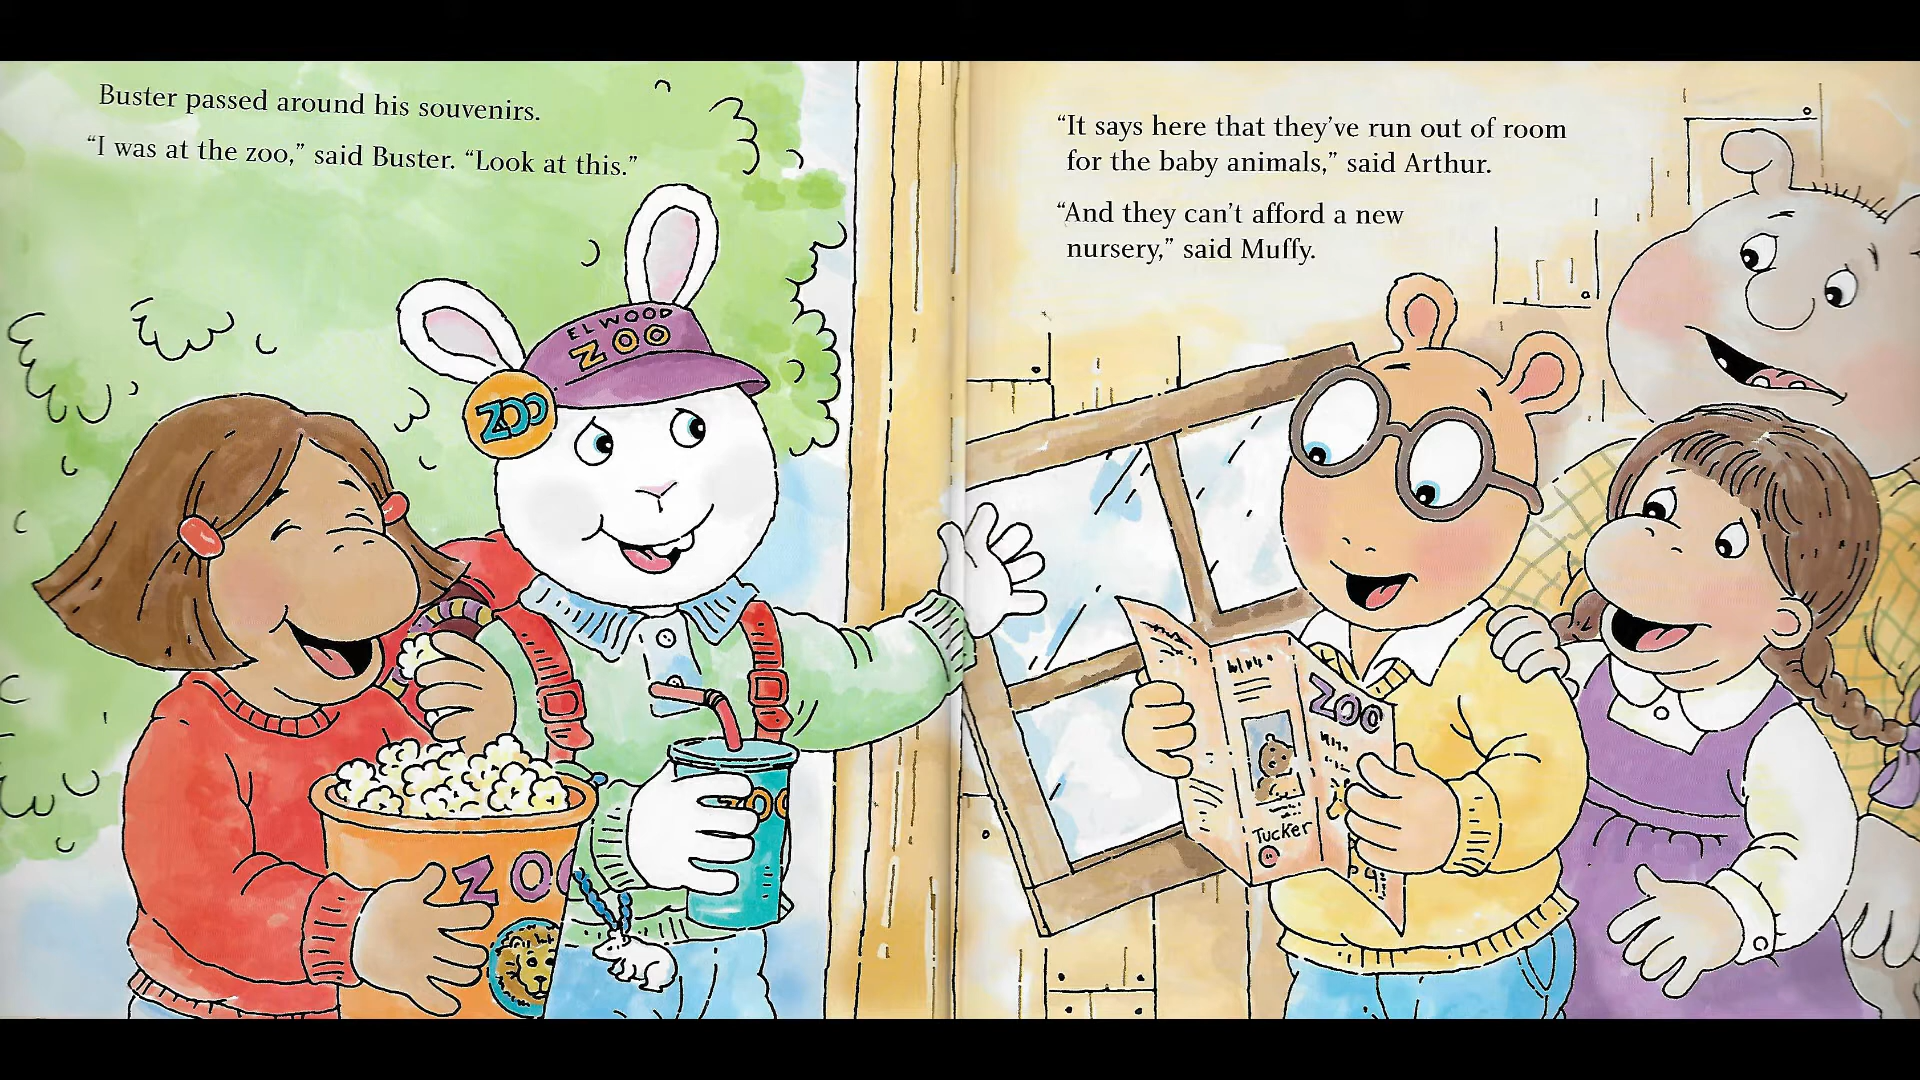 Buster passed around his souvenirs.
“I was at the zoo,” said Buster. “Look at this.”
ELWOOD
ZOO
ZOO
ZOO
ZOO
“It says here that they’ve run out of room
for the baby animals,” said Arthur.
“And they can’t afford a new
nursery,” said Muffy.
ZOO
Tucker